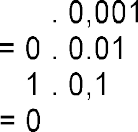 . 0,001
= 0 . 0.01
1 . 0,1
= 0